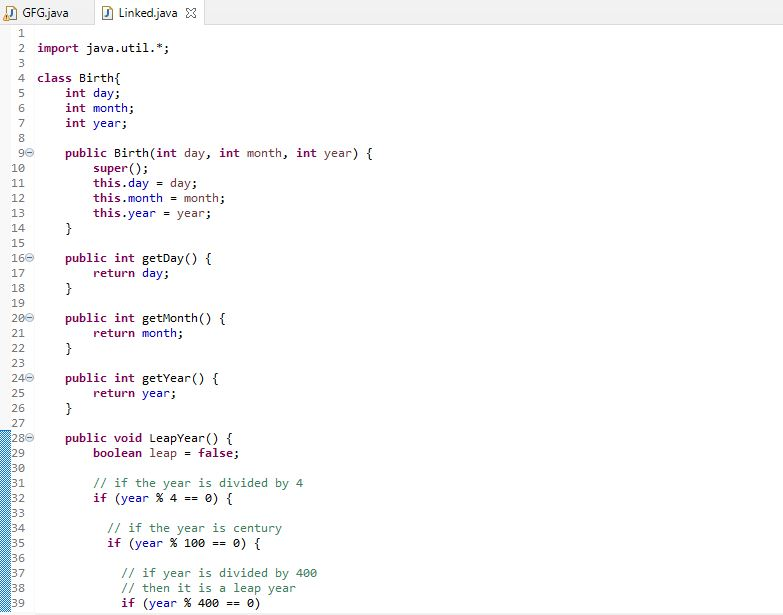 GFG.java Linked.java
1
2 import java.util.*;
3
4 class Birth{
5 int day;
6 int month;
7 int year;
8
9 public Birth(int day, int month, int year) {
10 super();
11 this.day = day;
12 this.month = month;
13 this.year = year;
14 }
15
16 public int getDay() {
17 return day;
18 }
19
20 public int getMonth() {
21 return month;
22 }
23
24 public int getYear() {
25 return year;
26 }
27
28 public void LeapYear() {
29 boolean leap = false;
30
31 // if the year is divided by 4
32 if (year % 4 == 0) {
33
34 // if the year is century
35 if (year % 100 == 0) {
36
37 // if year is divided by 400
38 // then it is a leap year
39 if (year % 400 == 0)